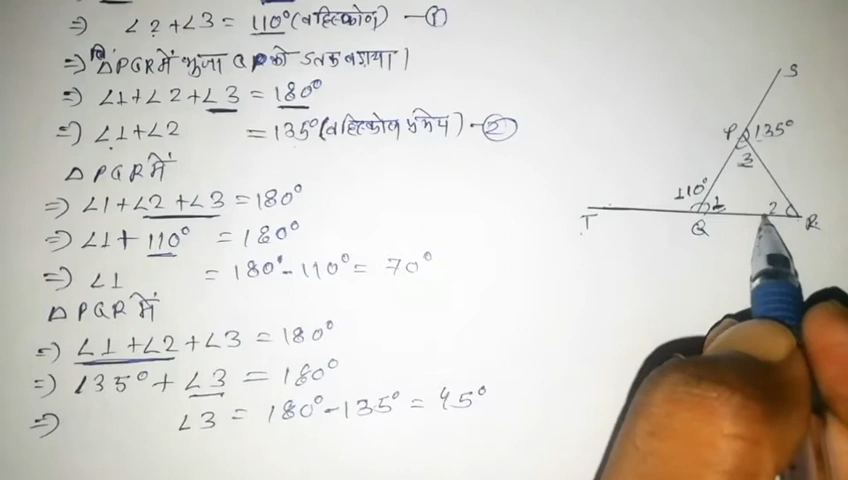 ⇒ ∠2+∠3 = 110° (बहिष्कोण) —①
⇒ ΔPQR में भुजा QP को S तक बढ़ाया।
⇒ ∠1+∠2+∠3 = 180°
⇒ ∠1+∠2 = 135° (बहिष्कोण प्रमेय) —②
ΔPQR में
⇒ ∠1+∠2+∠3 = 180°
⇒ ∠1+110° = 180°
⇒ ∠1 = 180°-110° = 70°
ΔPQR में
⇒ ∠1+∠2+∠3 = 180°
⇒ 135°+∠3 = 180°
⇒ ∠3 = 180°-135° = 45°
S
P 135°
3
110° 1
2
T Q R